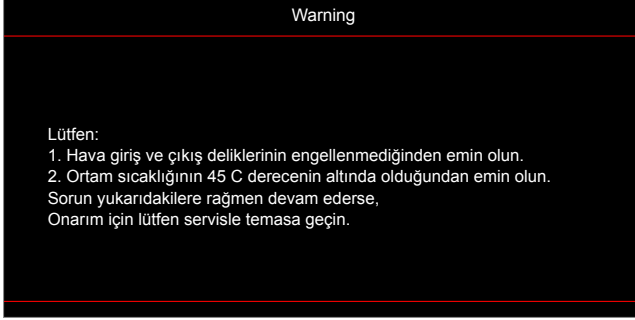 Warning
Lütfen:
1. Hava giriş ve çıkış deliklerinin engellenmediğinden emin olun.
2. Ortam sıcaklığının 45 C derecenin altında olduğundan emin olun.
Sorun yukarıdakilere rağmen devam ederse,
Onarım için lütfen servisle temasa geçin.